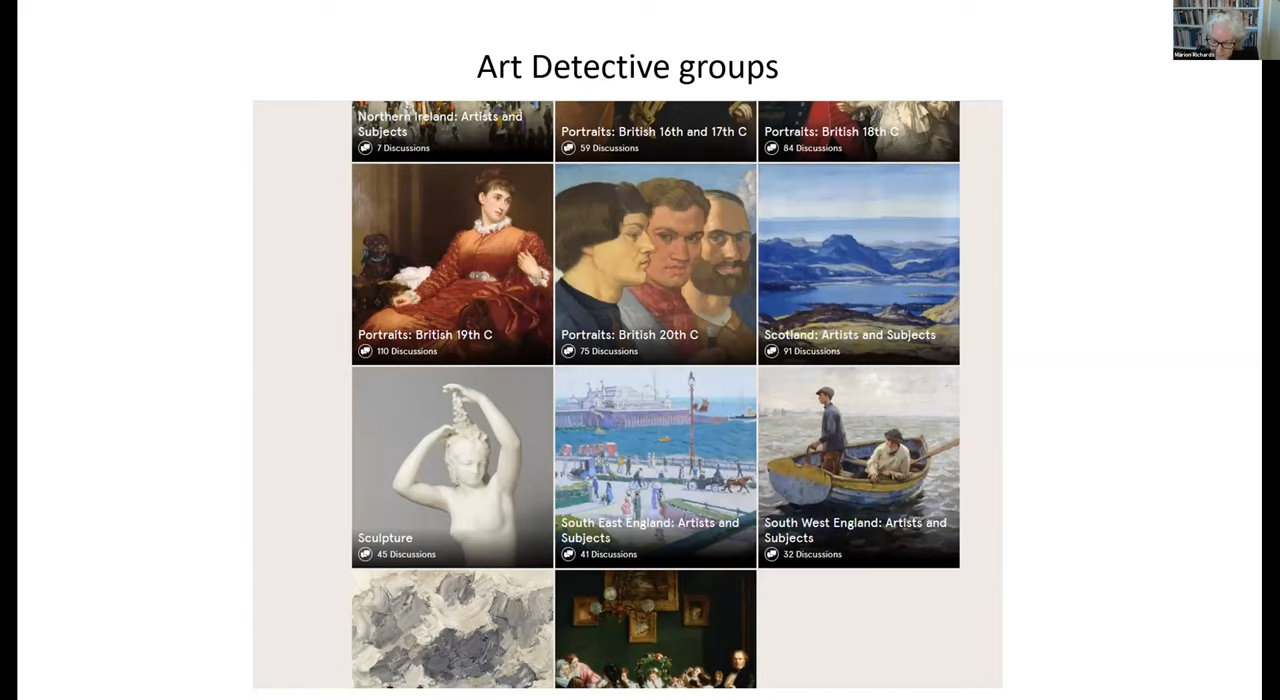 Marion Richards
Art Detective groups
Northern Ireland: Artists and
Subjects
7 Discussions
Portraits: British 16th and 17th C
59 Discussions
Portraits: British 18th C
84 Discussions
Portraits: British 19th C
110 Discussions
Portraits: British 20th C
75 Discussions
Scotland: Artists and Subjects
91 Discussions
Sculpture
45 Discussions
South East England: Artists and
Subjects
41 Discussions
South West England: Artists and
Subjects
32 Discussions